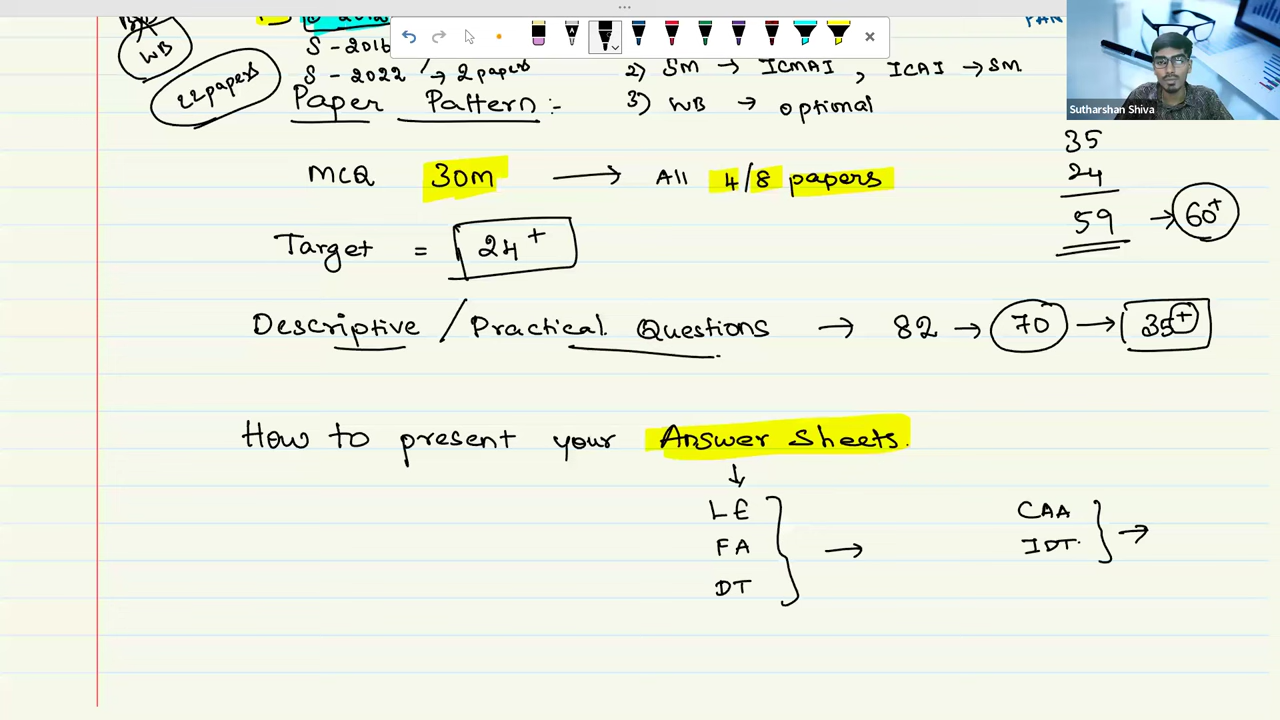 WB
S - 2016
S - 2022 → 2 papers
22 papers
2) SM → ICMAI , ICAI → SM
Paper Pattern :-
3) WB → optional
Sutharshan Shiva
MCQ 30m → All 4/8 papers
35
24
59 → 60+
Target = 24+
Descriptive / Practical Questions → 82 → 70 → 35+
How to present your Answer sheets.
↓
LE
FA
DT
→
CAA
IDT
→